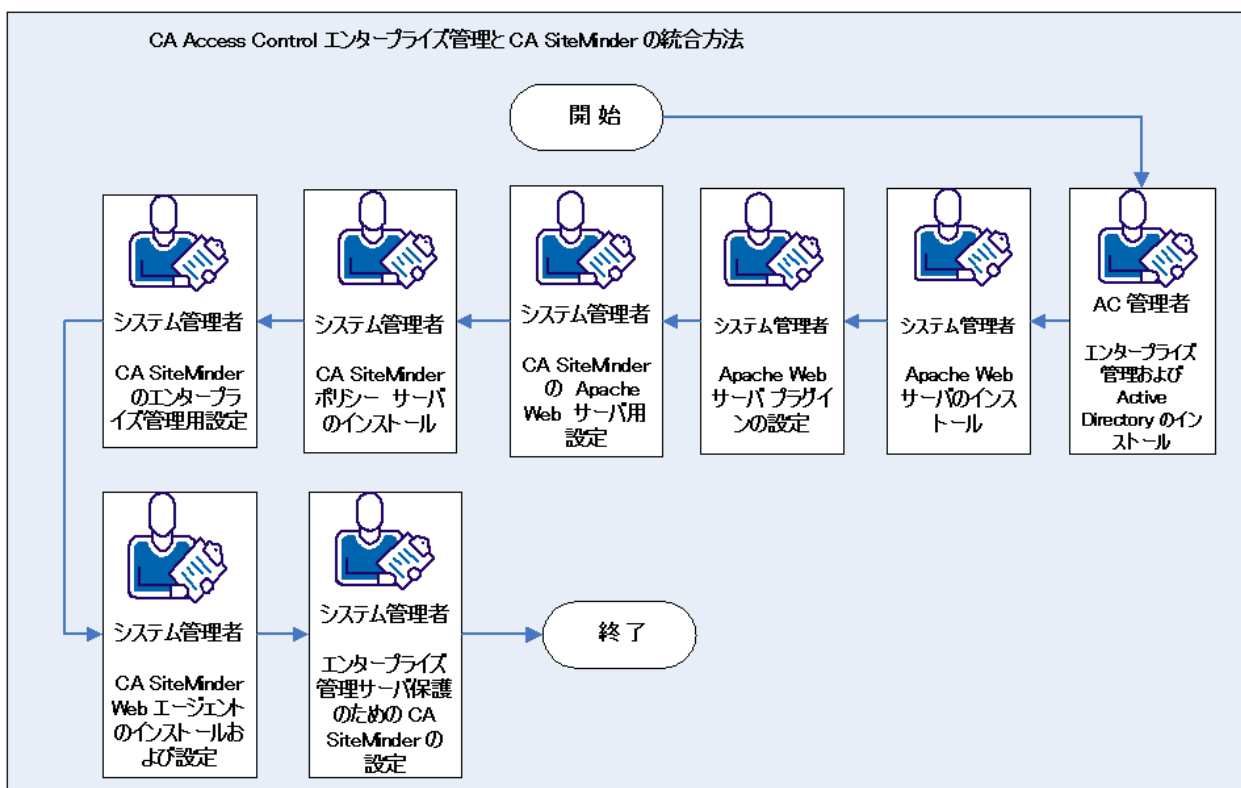 CA Access Control エンタープライズ管理と CA SiteMinder の統合方法
開始
システム管理者
CA SiteMinder
のエンタープラ
イズ管理用設定
システム管理者
CA SiteMinder
ポリシー サーバ
のインストール
システム管理者
CA SiteMinder
の Apache
Web サーバ用
設定
システム管理者
Apache Web
サーバ プラグイ
ンの設定
システム管理者
Apache Web
サーバのインス
トール
AC 管理者
エンタープライズ
管理および
Active
Directory のイン
ストール
システム管理者
CA SiteMinder
Web エージェント
のインストールお
よび設定
システム管理者
エンタープライズ
管理サーバ保護
のための CA
SiteMinder の
設定
終了